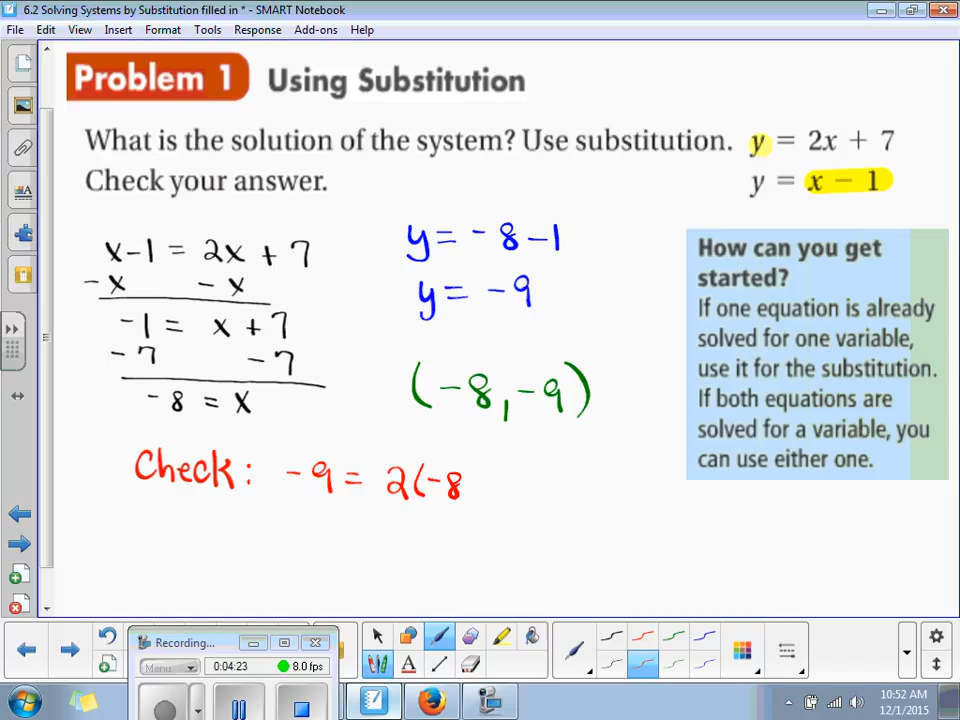 6.2 Solving Systems by Substitution filled in * - SMART Notebook
File Edit View Insert Format Tools Response Add-ons Help
Problem 1 Using Substitution
What is the solution of the system? Use substitution.
Check your answer.
y = 2x + 7
y = x − 1
x-1 = 2x + 7
-x -x
-1 = x + 7
-7 -7
-8 = x
y = -8 -1
y = -9
(-8, -9)
Check: -9 = 2(-8
How can you get
started?
If one equation is already
solved for one variable,
use it for the substitution.
If both equations are
solved for a variable, you
can use either one.
Recording...
Menu
0:04:23
8.0 fps
A
10:52 AM
12/1/2015